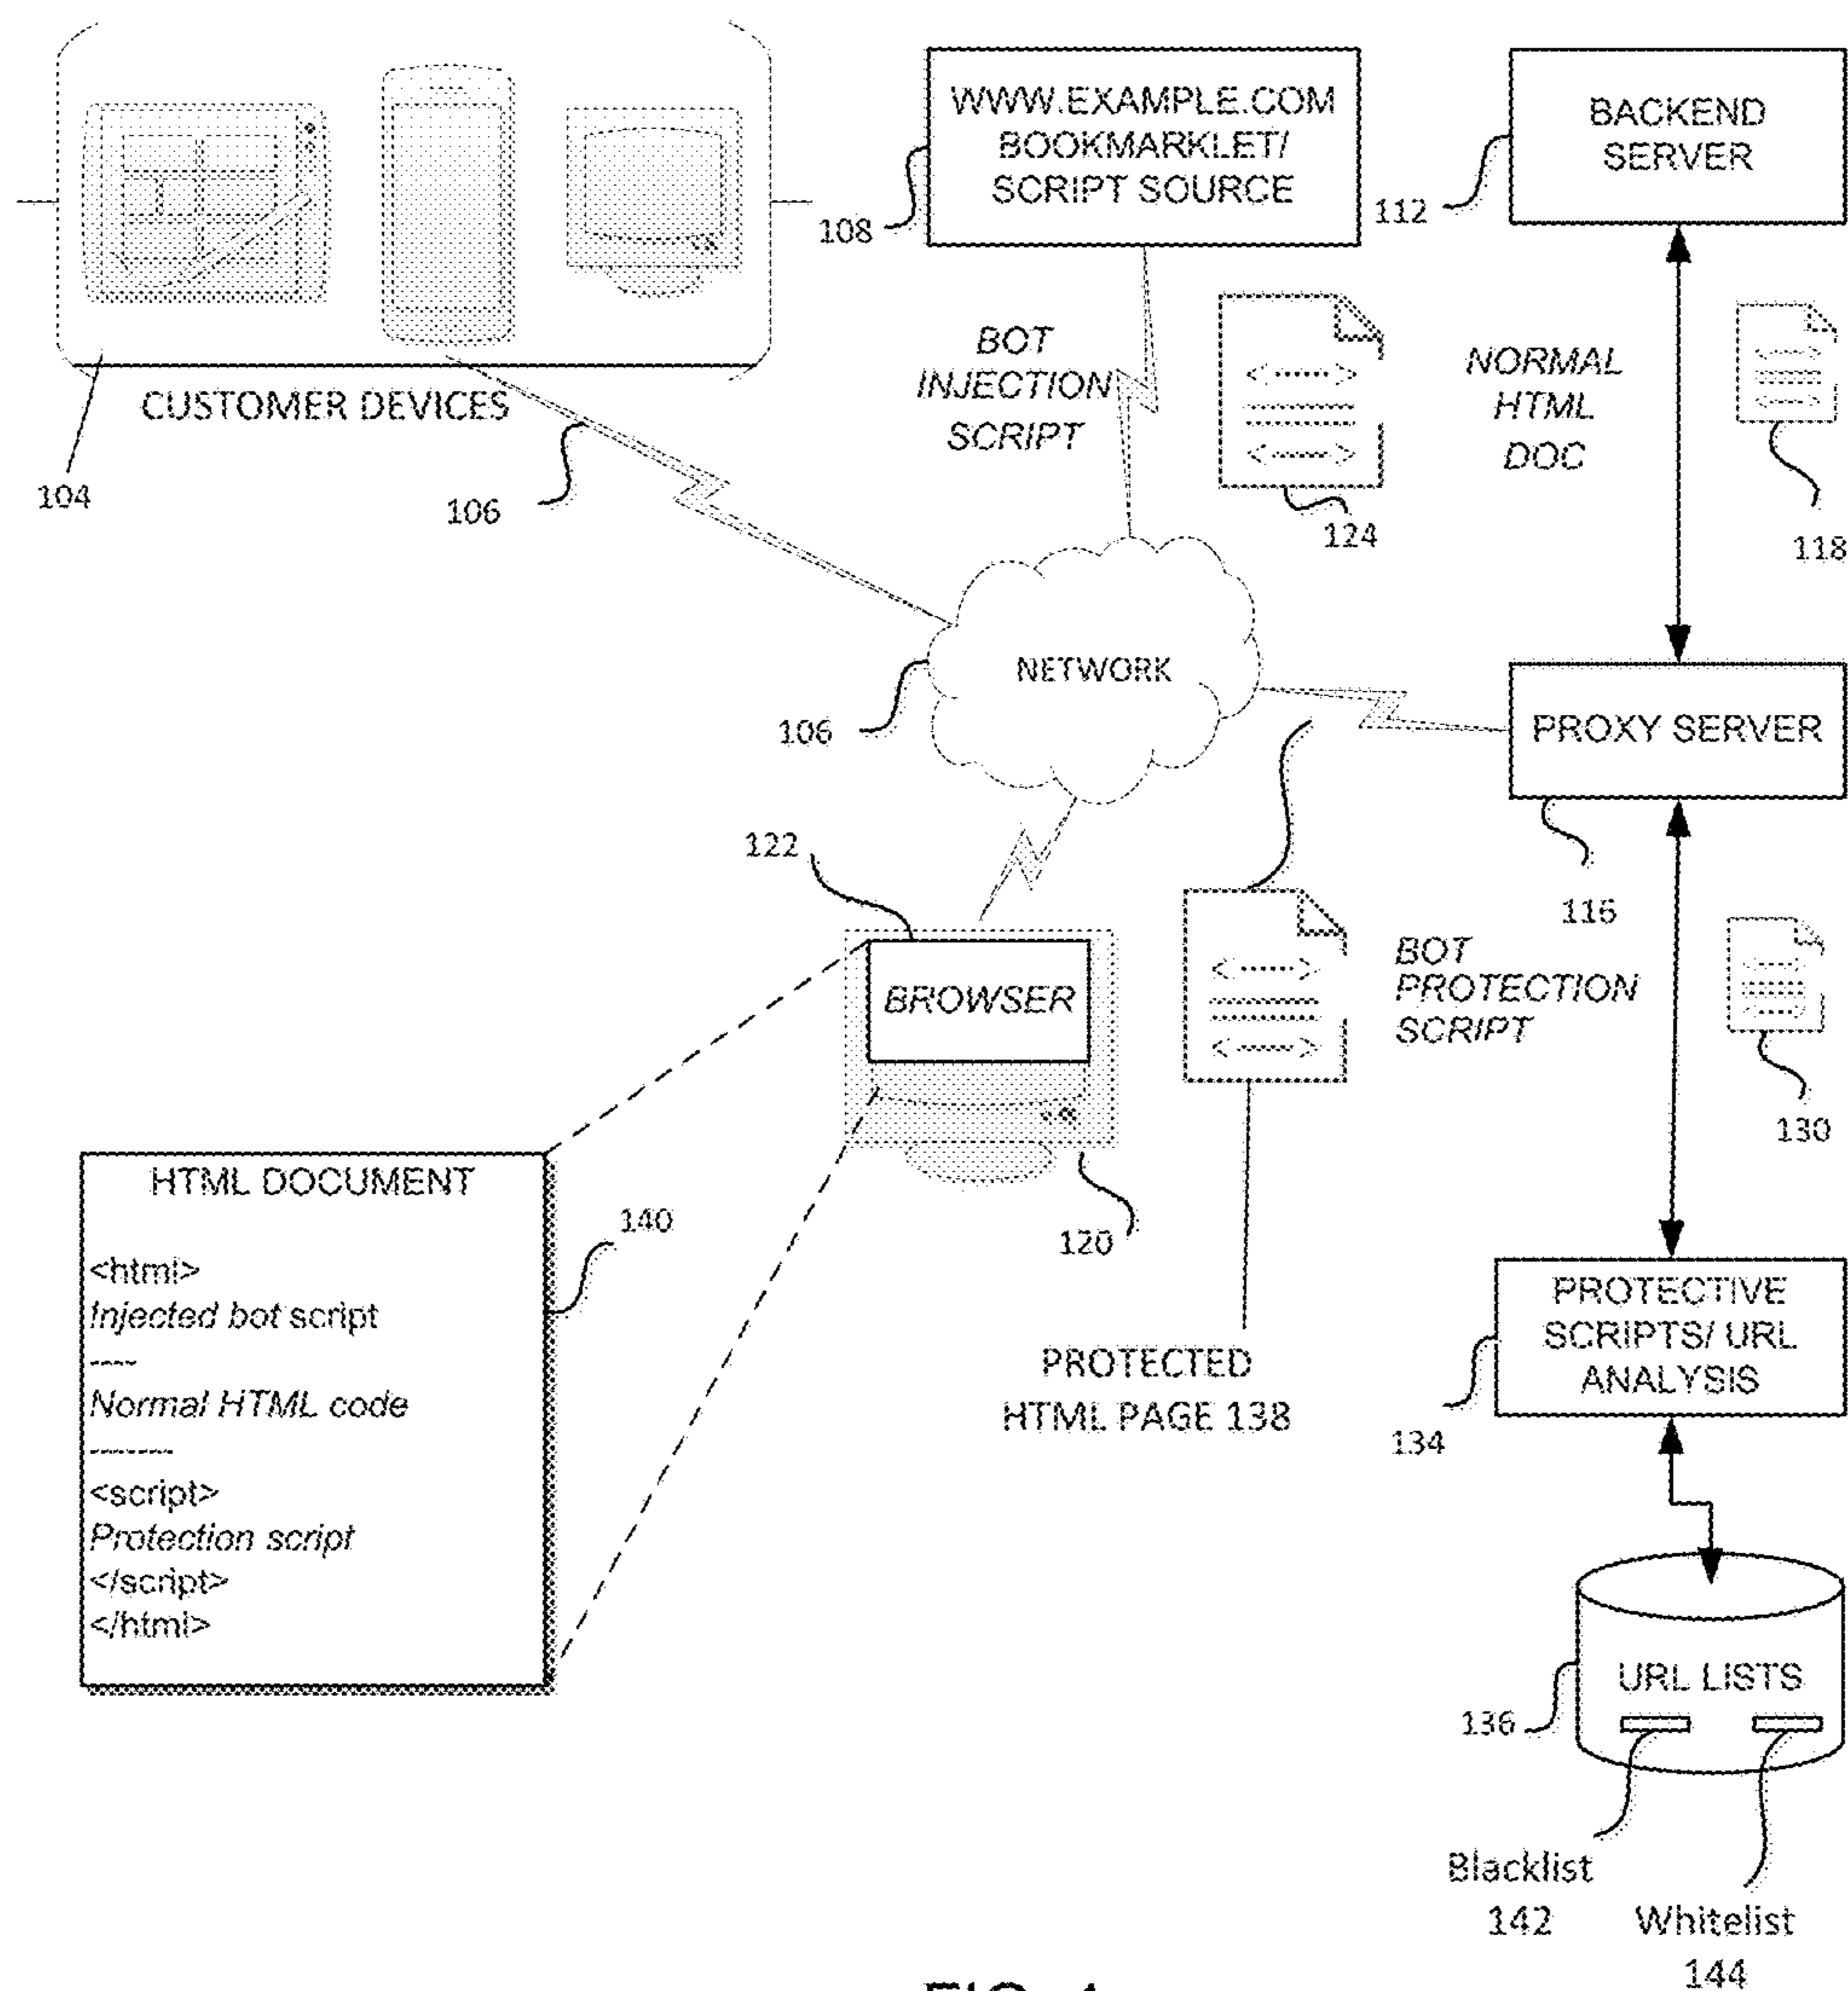 WWW.EXAMPLE.COM
BOOKMARKLET/
SCRIPT SOURCE
108
BACKEND
SERVER
112
CUSTOMER DEVICES
104
106
BOT
INJECTION
SCRIPT
124
NORMAL
HTML
DOC
118
NETWORK
106
PROXY SERVER
116
122
BROWSER
120
BOT
PROTECTION
SCRIPT
130
HTML DOCUMENT
<html>
Injected bot script
----
Normal HTML code
-------
<script>
Protection script
</script>
</html>
140
PROTECTED
HTML PAGE 138
PROTECTIVE
SCRIPTS/ URL
ANALYSIS
134
URL LISTS
136
Blacklist
142
Whitelist
144